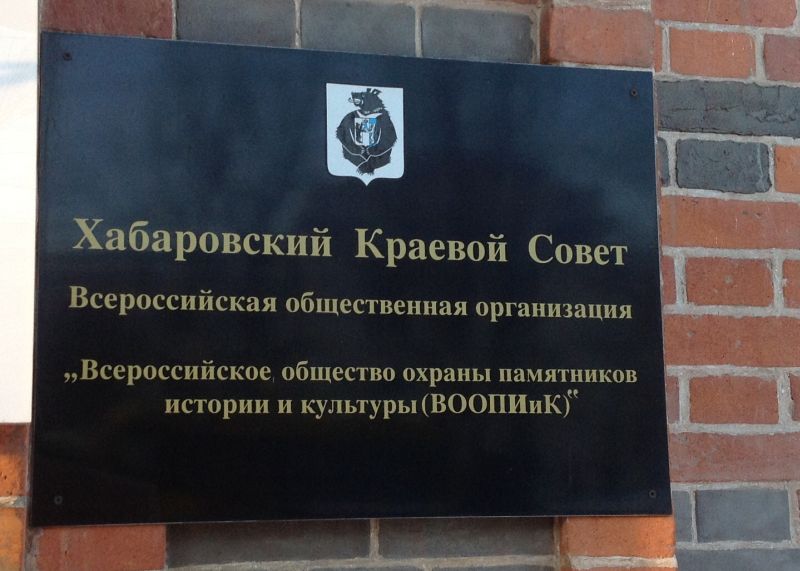 Хабаровский Краевой Совет
Всероссийская общественная организация
„Всероссийское общество охраны памятников
истории и культуры (ВООПИиК)“